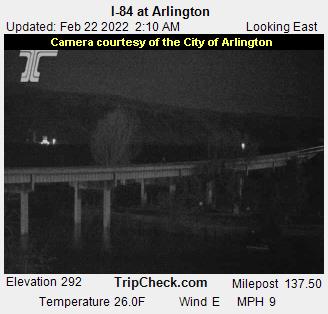 I-84 at Arlington
Updated: Feb 22 2022 2:10 AM Looking East
Camera courtesy of the City of Arlington
Elevation 292 TripCheck.com Milepost 137.50
Temperature 26.0F Wind E MPH 9